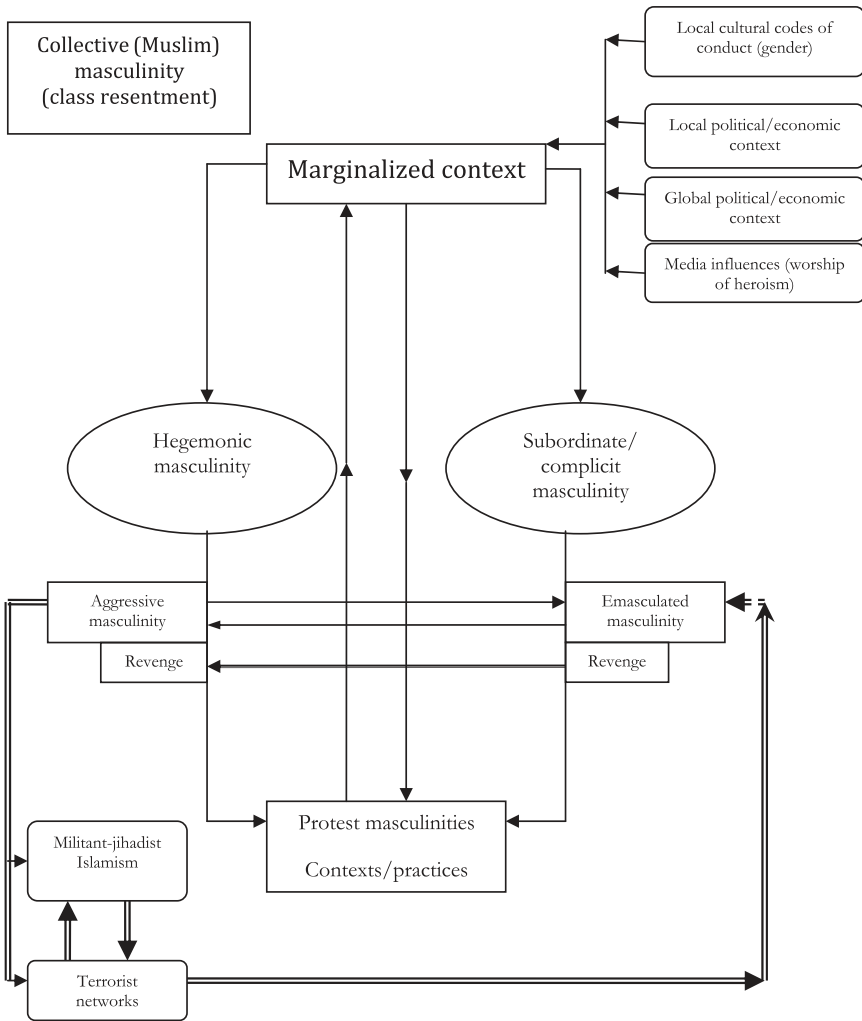 Collective (Muslim)
masculinity
(class resentment)
Local cultural codes of
conduct (gender)
Local political/economic
context
Global political/economic
context
Media influences (worship
of heroism)
Marginalized context
Hegemonic
masculinity
Subordinate/
complicit
masculinity
Aggressive
masculinity
Emasculated
masculinity
Revenge
Revenge
Protest masculinities
Contexts/practices
Militant-jihadist
Islamism
Terrorist
networks